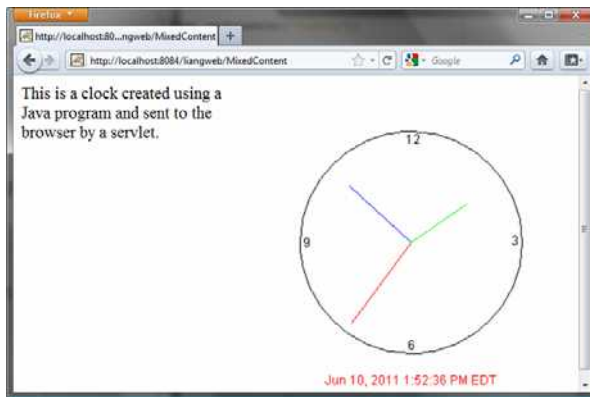 Firefox
http://localhost:80...ngweb/MixedContent
http://localhost:8084/liangweb/MixedContent
Google
This is a clock created using a
Java program and sent to the
browser by a servlet.
12
9
3
6
Jun 10, 2011 1:52:36 PM EDT